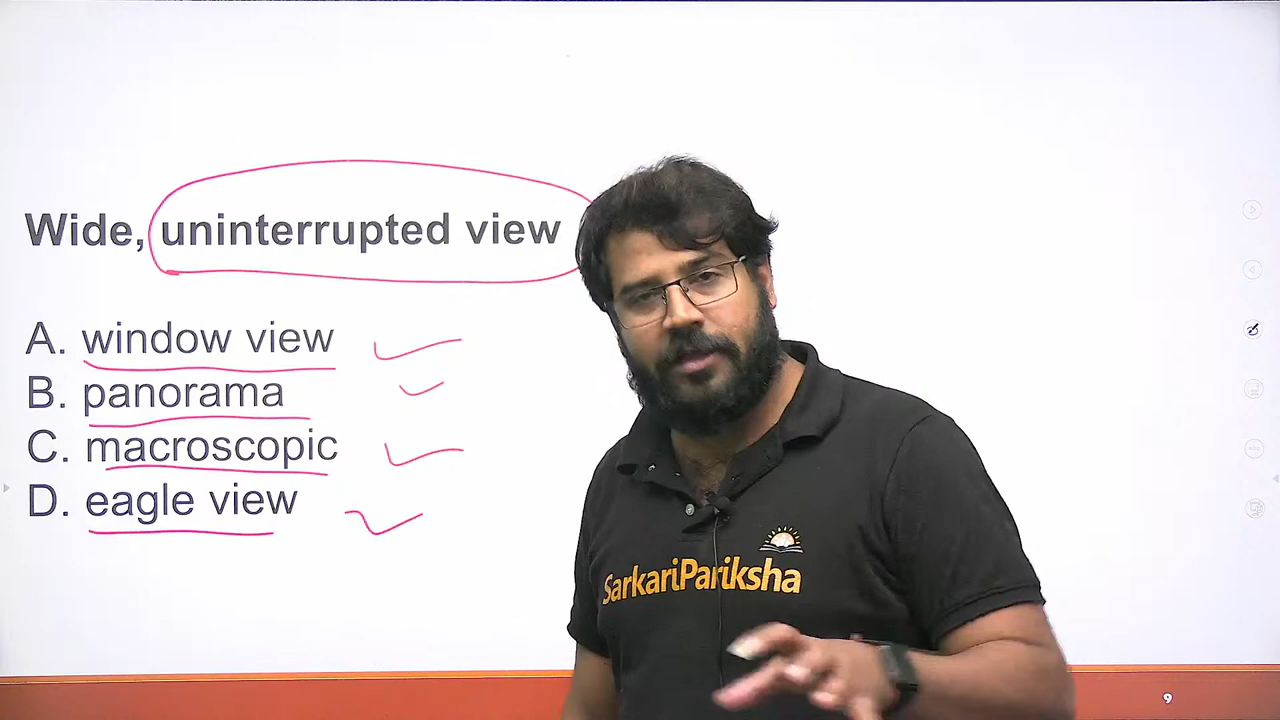 Wide, uninterrupted view
A. window view
B. panorama
C. macroscopic
D. eagle view
SarkariPariksha
9